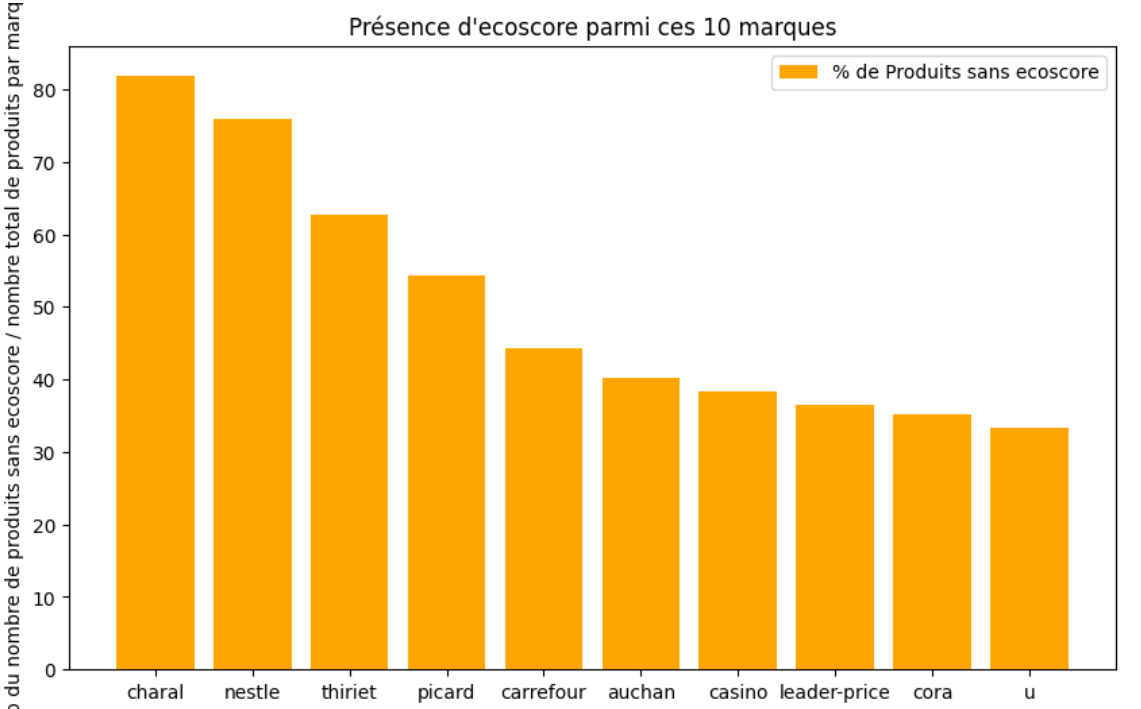 Présence d'ecoscore parmi ces 10 marques
% de Produits sans ecoscore
du nombre de produits sans ecoscore / nombre total de produits par
80
70
60
50
40
30
20
10
0
charal nestle thiriet picard carrefour auchan casino leader-price cora u